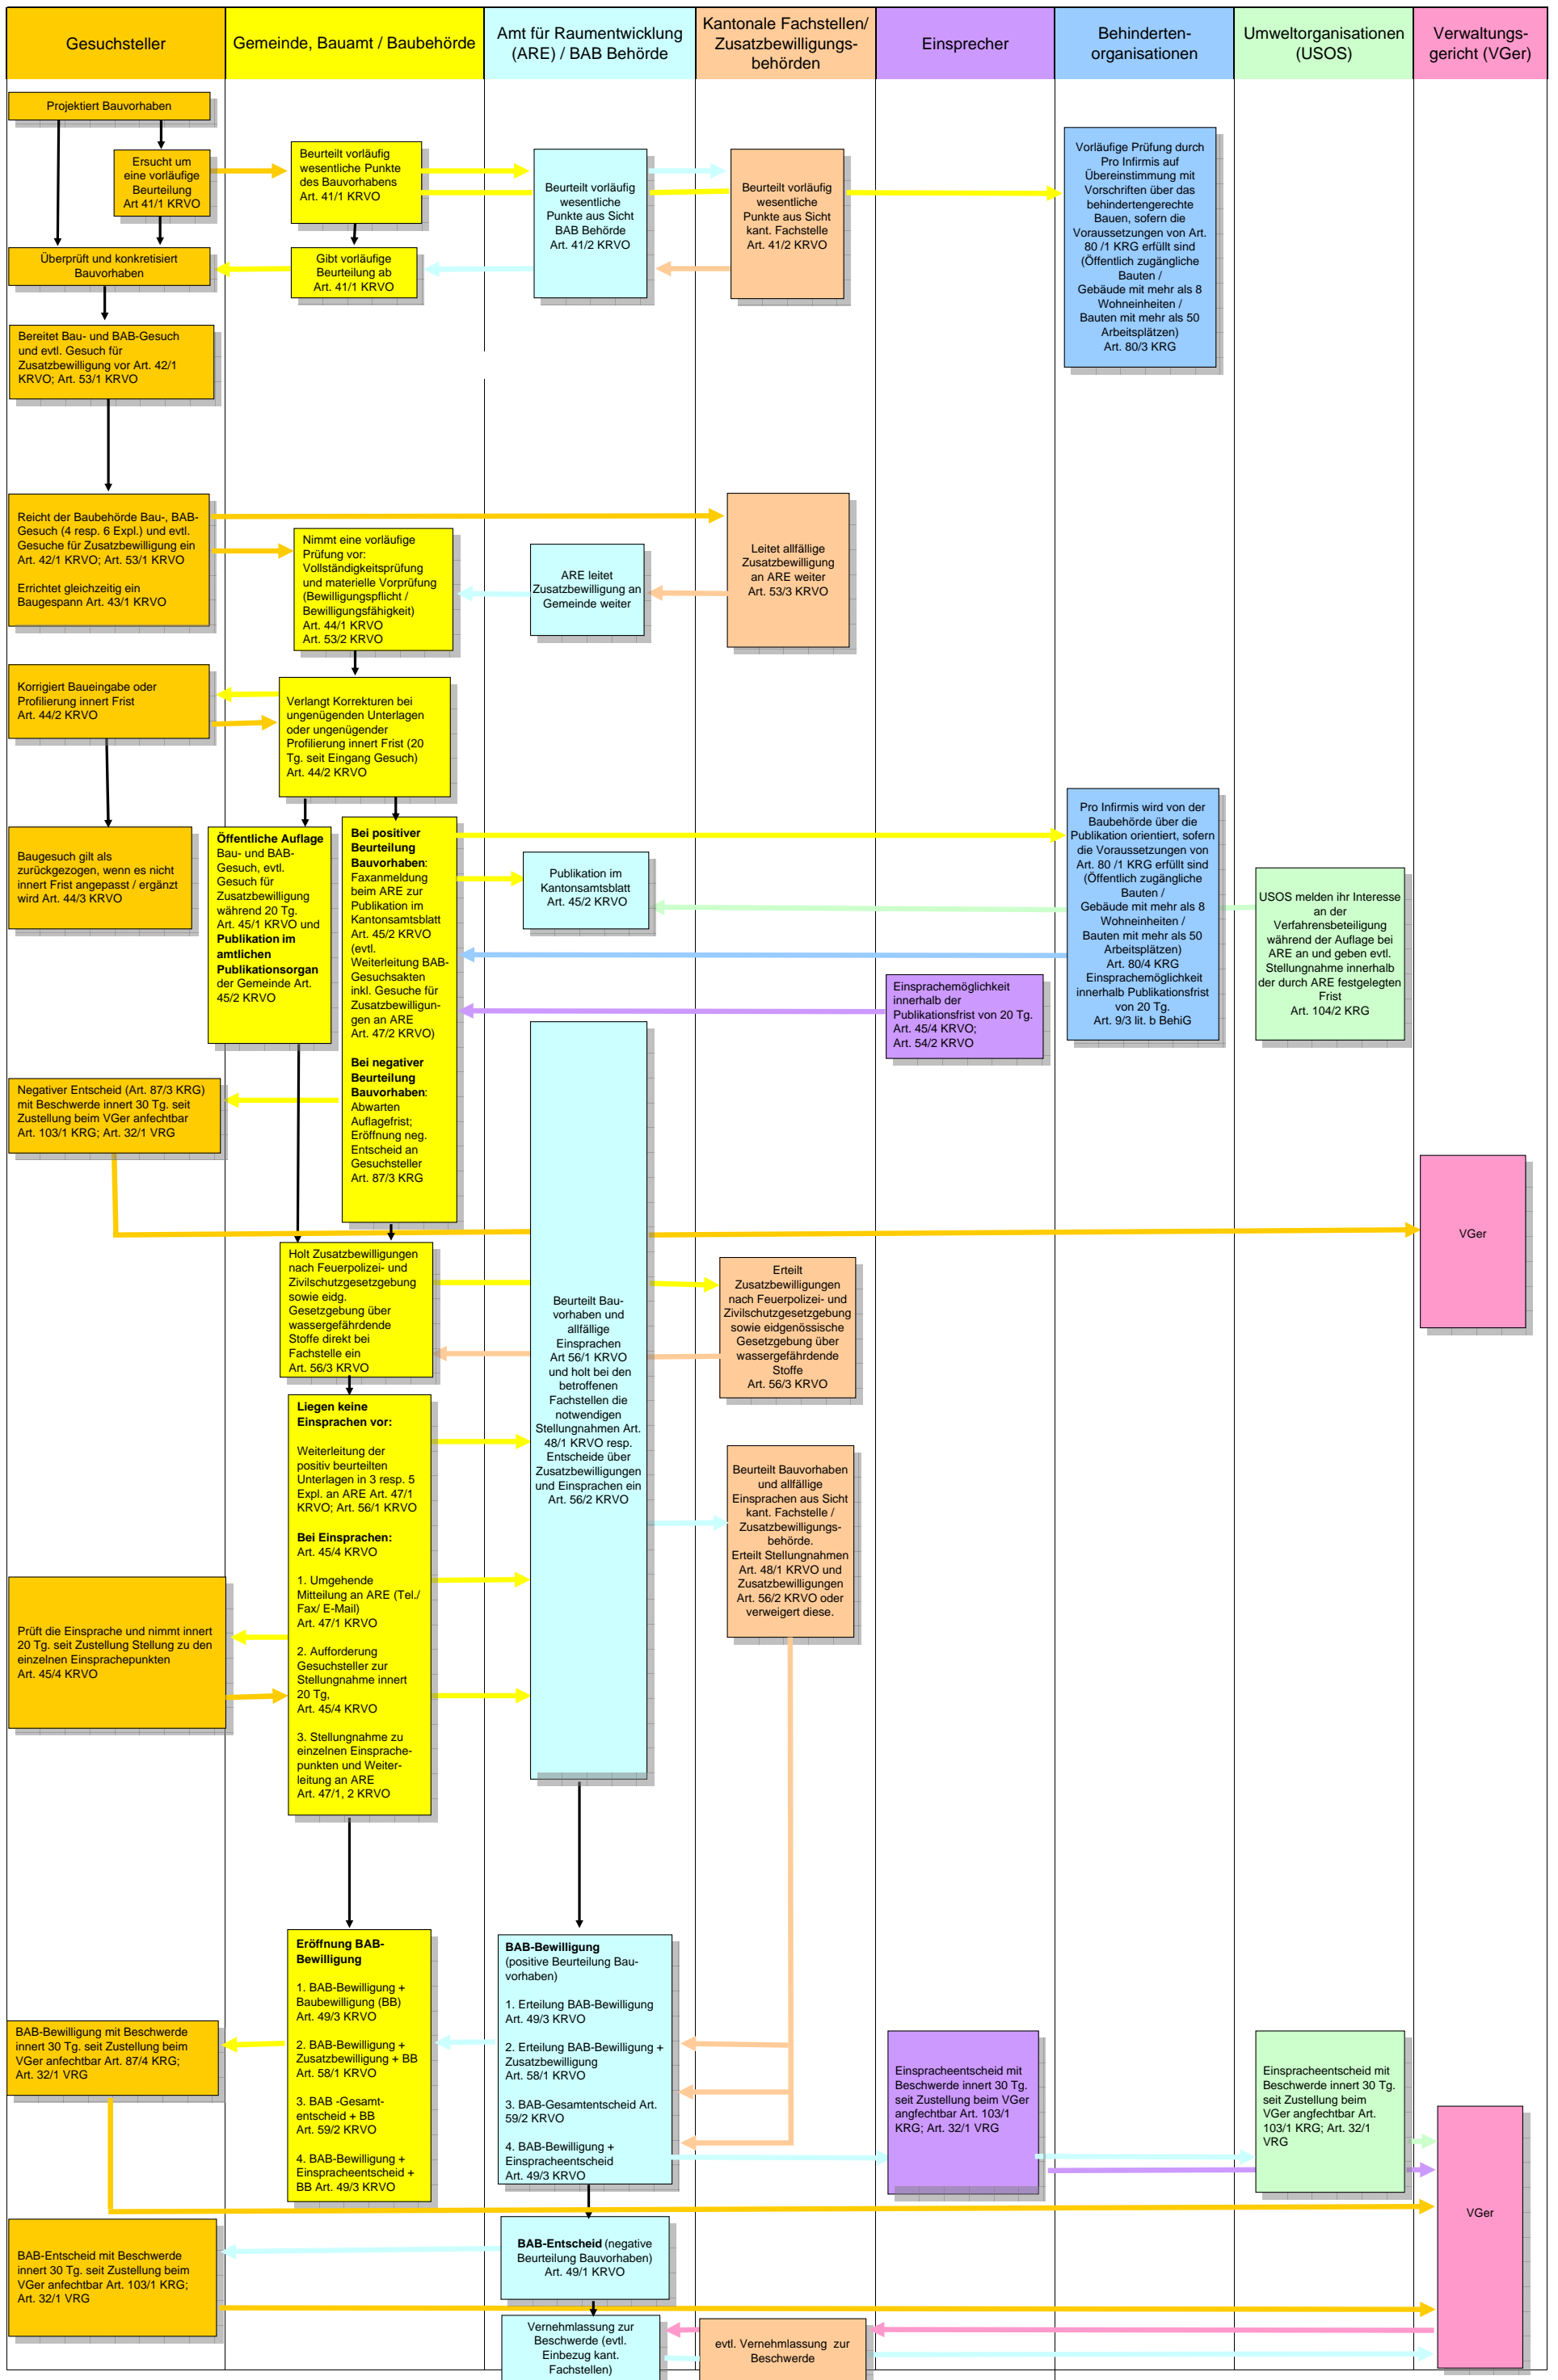 Gesuchsteller
Gemeinde, Bauamt / Baubehörde
Amt für Raumentwicklung
(ARE) / BAB Behörde
Kantonale Fachstellen/
Zusatzbewilligungs-
behörden
Einsprecher
Behinderten-
organisationen
Umweltorganisationen
(USOS)
Verwaltungs-
gericht (VGer)
Projektiert Bauvorhaben
Ersucht um
eine vorläufige
Beurteilung
Art 41/1 KRVO
Beurteilt vorläufig
wesentliche Punkte
des Bauvorhabens
Art. 41/1 KRVO
Beurteilt vorläufig
wesentliche
Punkte aus Sicht
BAB Behörde
Art. 41/2 KRVO
Beurteilt vorläufig
wesentliche
Punkte aus Sicht
kant. Fachstelle
Art. 41/2 KRVO
Vorläufige Prüfung durch
Pro Infirmis auf
Übereinstimmung mit
Vorschriften über das
behindertengerechte
Bauen, sofern die
Voraussetzungen von Art.
80 /1 KRG erfüllt sind
(Öffentlich zugängliche
Bauten /
Gebäude mit mehr als 8
Wohneinheiten /
Bauten mit mehr als 50
Arbeitsplätzen)
Art. 80/3 KRG
Überprüft und konkretisiert
Bauvorhaben
Gibt vorläufige
Beurteilung ab
Art. 41/1 KRVO
Bereitet Bau- und BAB-Gesuch
und evtl. Gesuch für
Zusatzbewilligung vor Art. 42/1
KRVO; Art. 53/1 KRVO
Reicht der Baubehörde Bau-, BAB-
Gesuch (4 resp. 6 Expl.) und evtl.
Gesuche für Zusatzbewilligung ein
Art. 42/1 KRVO; Art. 53/1 KRVO
Errichtet gleichzeitig ein
Baugespann Art. 43/1 KRVO
Nimmt eine vorläufige
Prüfung vor:
Vollständigkeitsprüfung
und materielle Vorprüfung
(Bewilligungspflicht /
Bewilligungsfähigkeit)
Art. 44/1 KRVO
Art. 53/2 KRVO
ARE leitet
Zusatzbewilligung an
Gemeinde weiter
Leitet allfällige
Zusatzbewilligung
an ARE weiter
Art. 53/3 KRVO
Korrigiert Baueingabe oder
Profilierung innert Frist
Art. 44/2 KRVO
Verlangt Korrekturen bei
ungenügenden Unterlagen
oder ungenügender
Profilierung innert Frist (20
Tg. seit Eingang Gesuch)
Art. 44/2 KRVO
Baugesuch gilt als
zurückgezogen, wenn es nicht
innert Frist angepasst / ergänzt
wird Art. 44/3 KRVO
Öffentliche Auflage
Bau- und BAB-
Gesuch, evtl.
Gesuch für
Zusatzbewilligung
während 20 Tg.
Art. 45/1 KRVO und
Publikation im
amtlichen
Publikationsorgan
der Gemeinde Art.
45/2 KRVO
Bei positiver
Beurteilung
Bauvorhaben:
Faxanmeldung
beim ARE zur
Publikation im
Kantonsamtsblatt
Art. 45/2 KRVO
(evtl.
Weiterleitung BAB-
Gesuchsakten
inkl. Gesuche für
Zusatzbewilligun-
gen an ARE
Art. 47/2 KRVO)
Bei negativer
Beurteilung
Bauvorhaben:
Abwarten
Auflagefrist;
Eröffnung neg.
Entscheid an
Gesuchsteller
Art. 87/3 KRG
Publikation im
Kantonsamtsblatt
Art. 45/2 KRVO
Pro Infirmis wird von der
Baubehörde über die
Publikation orientiert, sofern
die Voraussetzungen von
Art. 80 /1 KRG erfüllt sind
(Öffentlich zugängliche
Bauten /
Gebäude mit mehr als 8
Wohneinheiten /
Bauten mit mehr als 50
Arbeitsplätzen)
Art. 80/4 KRG
Einsprachemöglichkeit
innerhalb Publikationsfrist
von 20 Tg.
Art. 9/3 lit. b BehiG
USOS melden ihr Interesse
an der
Verfahrensbeteiligung
während der Auflage bei
ARE an und geben evtl.
Stellungnahme innerhalb
der durch ARE festgelegten
Frist
Art. 104/2 KRG
Einsprachemöglichkeit
innerhalb der
Publikationsfrist von 20 Tg.
Art. 45/4 KRVO;
Art. 54/2 KRVO
Negativer Entscheid (Art. 87/3 KRG)
mit Beschwerde innert 30 Tg. seit
Zustellung beim VGer anfechtbar
Art. 103/1 KRG; Art. 32/1 VRG
VGer
Holt Zusatzbewilligungen
nach Feuerpolizei- und
Zivilschutzgesetzgebung
sowie eidg.
Gesetzgebung über
wassergefährdende
Stoffe direkt bei
Fachstelle ein
Art. 56/3 KRVO
Beurteilt Bau-
vorhaben und
allfällige
Einsprachen
Art 56/1 KRVO
und holt bei den
betroffenen
Fachstellen die
notwendigen
Stellungnahmen Art.
48/1 KRVO resp.
Entscheide über
Zusatzbewilligungen
und Einsprachen ein
Art. 56/2 KRVO
Erteilt
Zusatzbewilligungen
nach Feuerpolizei- und
Zivilschutzgesetzgebung
sowie eidgenössische
Gesetzgebung über
wassergefährdende
Stoffe
Art. 56/3 KRVO
Liegen keine
Einsprachen vor:
Weiterleitung der
positiv beurteilten
Unterlagen in 3 resp. 5
Expl. an ARE Art. 47/1
KRVO; Art. 56/1 KRVO
Bei Einsprachen:
Art. 45/4 KRVO
1. Umgehende
Mitteilung an ARE (Tel./
Fax/ E-Mail)
Art. 47/1 KRVO
2. Aufforderung
Gesuchsteller zur
Stellungnahme innert
20 Tg,
Art. 45/4 KRVO
3. Stellungnahme zu
einzelnen Einsprache-
punkten und Weiter-
leitung an ARE
Art. 47/1, 2 KRVO
Beurteilt Bauvorhaben
und allfällige
Einsprachen aus Sicht
kant. Fachstelle /
Zusatzbewilligungs-
behörde.
Erteilt Stellungnahmen
Art. 48/1 KRVO und
Zusatzbewilligungen
Art. 56/2 KRVO oder
verweigert diese.
Prüft die Einsprache und nimmt innert
20 Tg. seit Zustellung Stellung zu den
einzelnen Einsprachepunkten
Art. 45/4 KRVO
Eröffnung BAB-
Bewilligung
1. BAB-Bewilligung +
Baubewilligung (BB)
Art. 49/3 KRVO
2. BAB-Bewilligung +
Zusatzbewilligung + BB
Art. 58/1 KRVO
3. BAB -Gesamt-
entscheid + BB
Art. 59/2 KRVO
4. BAB-Bewilligung +
Einspracheentscheid +
BB Art. 49/3 KRVO
BAB-Bewilligung
(positive Beurteilung Bau-
vorhaben)
1. Erteilung BAB-Bewilligung
Art. 49/3 KRVO
2. Erteilung BAB-Bewilligung +
Zusatzbewilligung
Art. 58/1 KRVO
3. BAB-Gesamtentscheid Art.
59/2 KRVO
4. BAB-Bewilligung +
Einspracheentscheid
Art. 49/3 KRVO
BAB-Bewilligung mit Beschwerde
innert 30 Tg. seit Zustellung beim
VGer anfechtbar Art. 87/4 KRG;
Art. 32/1 VRG
Einspracheentscheid mit
Beschwerde innert 30 Tg.
seit Zustellung beim VGer
angfechtbar Art. 103/1
KRG; Art. 32/1 VRG
Einspracheentscheid mit
Beschwerde innert 30 Tg.
seit Zustellung beim
VGer angfechtbar Art.
103/1 KRG; Art. 32/1
VRG
VGer
BAB-Entscheid mit Beschwerde
innert 30 Tg. seit Zustellung beim
VGer anfechtbar Art. 103/1 KRG;
Art. 32/1 VRG
BAB-Entscheid (negative
Beurteilung Bauvorhaben)
Art. 49/1 KRVO
Vernehmlassung zur
Beschwerde (evtl.
Einbezug kant.
Fachstellen)
evtl. Vernehmlassung zur
Beschwerde